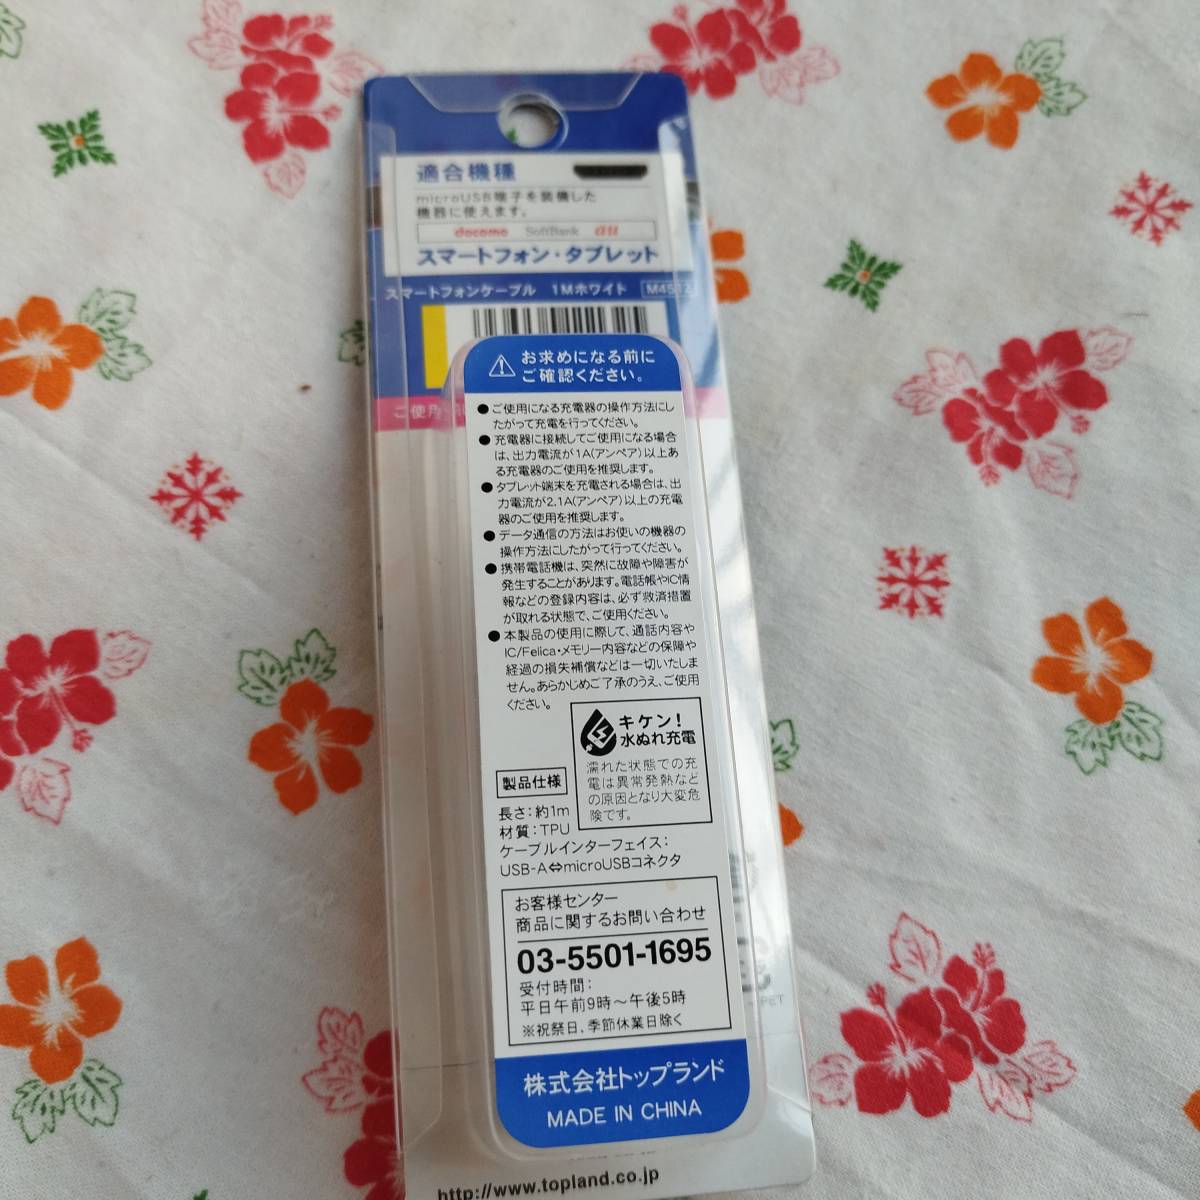 適合機種
microUSB端子を装機した
機器に使えます。
docomo SoftBank au
スマートフォン・タブレット
スマートフォンケーブル 1Mホワイト M4512
ご使用
お求めになる前に
ご確認ください。
●ご使用になる充電器の操作方法にし
たがって充電を行ってください。
●充電器に接続してご使用になる場合
は、出力電流が1A(アンペア)以上あ
る充電器のご使用を推奨します。
●タブレット端末を充電される場合は、出
力電流が2.1A(アンペア)以上の充電
器のご使用を推奨します。
●データ通信の方法はお使いの機器の
操作方法にしたがって行ってください。
●携帯電話機は、突然に故障や障害が
発生することがあります。電話帳やIC情
報などの登録内容は、必ず救済措置
が取れる状態で、ご使用ください。
●本製品の使用に際して、通話内容や
IC/Felica・メモリー内容などの保障や
経過の損失補償などは一切いたしま
せん。あらかじめご了承のうえ、ご使用
ください。
キケン!
水ぬれ充電
濡れた状態での充
電は異常発熱など
の原因となり大変危
険です。
製品仕様
長さ:約1m
材質:TPU
ケーブルインターフェイス:
USB-A⇔microUSBコネクタ
お客様センター
商品に関するお問い合わせ
03-5501-1695
受付時間:
平日午前9時～午後5時
※祝祭日、季節休業日除く
PET
株式会社トップランド
MADE IN CHINA
http://www.topland.co.jp